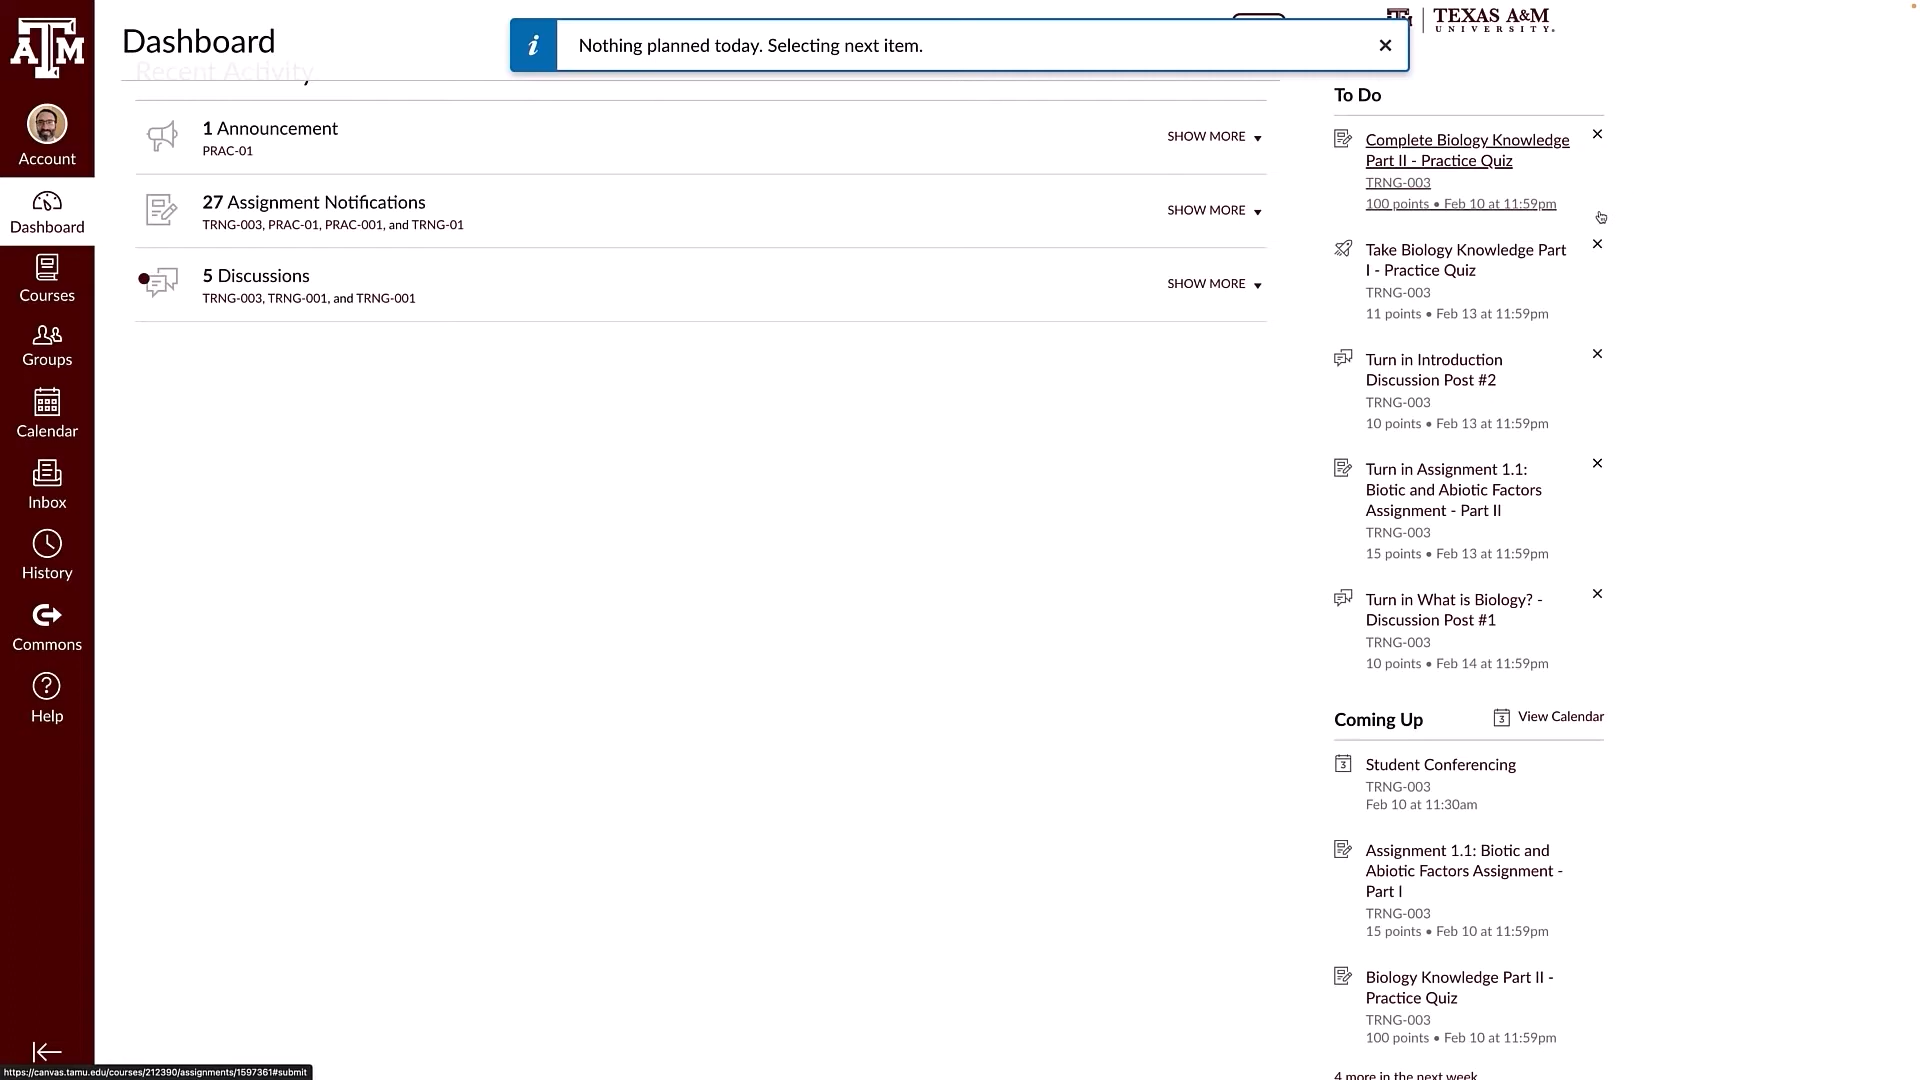 ATM
Account
Dashboard
Courses
Groups
Calendar
Inbox
History
Commons
Help
Dashboard
Recent Activity
i
Nothing planned today. Selecting next item.
TEXAS A&M
UNIVERSITY
1 Announcement
PRAC-01
SHOW MORE
27 Assignment Notifications
TRNG-003, PRAC-01, PRAC-001, and TRNG-01
SHOW MORE
5 Discussions
TRNG-003, TRNG-001, and TRNG-001
SHOW MORE
To Do
Complete Biology Knowledge
Part II - Practice Quiz
TRNG-003
100 points • Feb 10 at 11:59pm
Take Biology Knowledge Part
I - Practice Quiz
TRNG-003
11 points • Feb 13 at 11:59pm
Turn in Introduction
Discussion Post #2
TRNG-003
10 points • Feb 13 at 11:59pm
Turn in Assignment 1.1:
Biotic and Abiotic Factors
Assignment - Part II
TRNG-003
15 points • Feb 13 at 11:59pm
Turn in What is Biology? -
Discussion Post #1
TRNG-003
10 points • Feb 14 at 11:59pm
Coming Up
3 View Calendar
3 Student Conferencing
TRNG-003
Feb 10 at 11:30am
Assignment 1.1: Biotic and
Abiotic Factors Assignment -
Part I
TRNG-003
15 points • Feb 10 at 11:59pm
Biology Knowledge Part II -
Practice Quiz
TRNG-003
100 points • Feb 10 at 11:59pm
4 more in the next week
https://canvas.tamu.edu/courses/212390/assignments/1597361#submit